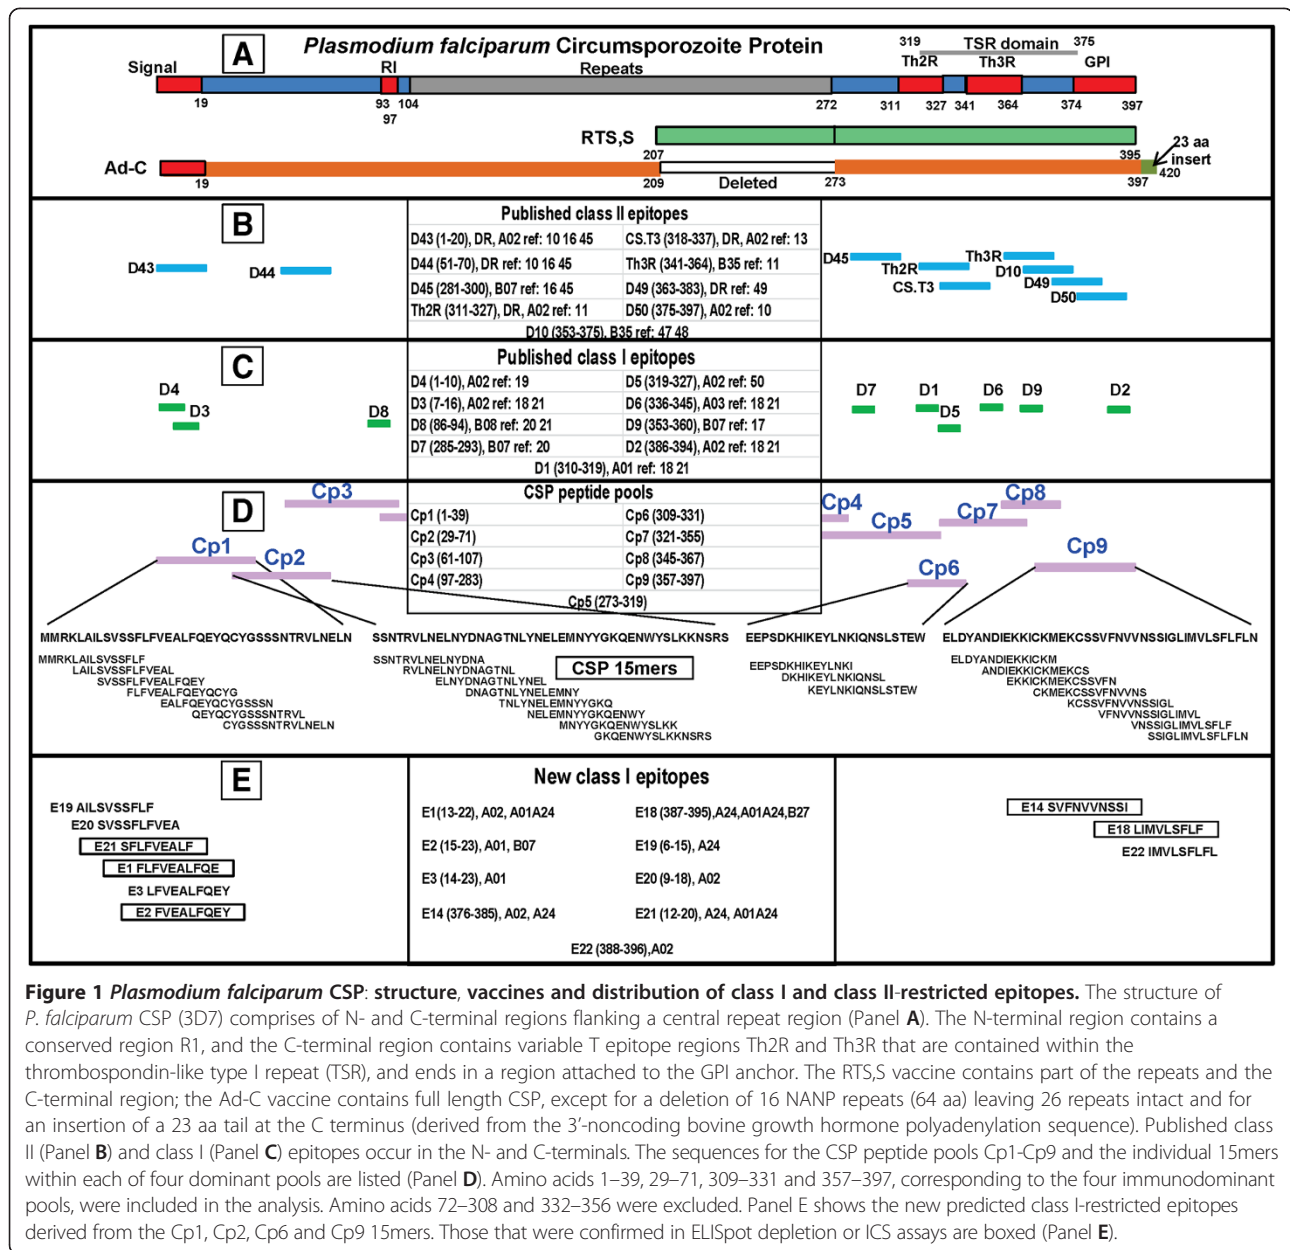 A
Plasmodium falciparum Circumsporozoite Protein
319 TSR domain 375
Signal RI Repeats Th2R Th3R GPI
19 93 104 272 311 327 341 364 374 397
97
RTS,S
207 395
23 aa
insert
Ad-C
19 209 Deleted 273 397 420
B
Published class II epitopes
D43 (1-20), DR, A02 ref: 10 16 45 CS.T3 (318-337), DR, A02 ref: 13
D44 (51-70), DR ref: 10 16 45 Th3R (341-364), B35 ref: 11
D45 (281-300), B07 ref: 16 45 D49 (363-383), DR ref: 49
Th2R (311-327), DR, A02 ref: 11 D50 (375-397), A02 ref: 10
D10 (353-375), B35 ref: 47 48
D43
D44
D45 Th3R
Th2R D10
CS.T3 D49
D50
C
Published class I epitopes
D4 (1-10), A02 ref: 19 D5 (319-327), A02 ref: 50
D3 (7-16), A02 ref: 18 21 D6 (336-345), A03 ref: 18 21
D8 (86-94), B08 ref: 20 21 D9 (353-360), B07 ref: 17
D7 (285-293), B07 ref: 20 D2 (386-394), A02 ref: 18 21
D1 (310-319), A01 ref: 18 21
D4
D3 D8
D7 D1 D6 D9 D2
D5
D
CSP peptide pools
Cp1 (1-39) Cp6 (309-331)
Cp2 (29-71) Cp7 (321-355)
Cp3 (61-107) Cp8 (345-367)
Cp4 (97-283) Cp9 (357-397)
Cp5 (273-319)
Cp3
Cp1
Cp2
Cp4 Cp8
Cp5 Cp7
Cp6 Cp9
MMRKLAILSVSSFLFVEALFQEYQCYGSSSNTRVLNELN
MMRKLAILSVSSFLF
LAILSVSSFLFVEAL
SVSSFLFVEALFQEY
FLFVEALFQEYQCYG
EALFQEYQCYGSSSN
QEYQCYGSSSNTRVL
CYGSSSNTRVLNELN
SSNTRVLNELNYDNAGTNLYNELEMNYYGKQENWYSLKKNSRS
SSNTRVLNELNYDNA
RVLNELNYDNAGTNL
ELNYDNAGTNLYNEL
DNAGTNLYNELEMNY
TNLYNELEMNYYGKQ
NELEMNYYGKQENWY
MNYYGKQENWYSLKK
GKQENWYSLKKNSRS
CSP 15mers
EEPSDKHIKEYLNKIQNSLSTEW
EEPSDKHIKEYLNKI
DKHIKEYLNKIQNSL
KEYLNKIQNSLSTEW
ELDYANDIEKKICKMEKCSSVFNVVNSSIGLIMVLSFLFLN
ELDYANDIEKKICKM
ANDIEKKICKMEKCS
EKKICKMEKCSSVFN
CKMEKCSSVFNVVNS
KCSSVFNVVNSSIGL
VFNVVNSSIGLIMVL
VNSSIGLIMVLSFLF
SSIGLIMVLSFLFLN
E
New class I epitopes
E1(13-22), A02, A01A24 E18 (387-395),A24,A01A24,B27
E2 (15-23), A01, B07 E19 (6-15), A24
E3 (14-23), A01 E20 (9-18), A02
E14 (376-385), A02, A24 E21 (12-20), A24, A01A24
E22 (388-396),A02
E19 AILSVSSFLF
E20 SVSSFLFVEA
E21 SFLFVEALF
E1 FLFVEALFQE
E3 LFVEALFQEY
E2 FVEALFQEY
E14 SVFNVVNSSI
E18 LIMVLSFLF
E22 IMVLSFLFL
Figure 1 Plasmodium falciparum CSP: structure, vaccines and distribution of class I and class II-restricted epitopes. The structure of
P. falciparum CSP (3D7) comprises of N- and C-terminal regions flanking a central repeat region (Panel A). The N-terminal region contains a
conserved region R1, and the C-terminal region contains variable T epitope regions Th2R and Th3R that are contained within the
thrombospondin-like type I repeat (TSR), and ends in a region attached to the GPI anchor. The RTS,S vaccine contains part of the repeats and the
C-terminal region; the Ad-C vaccine contains full length CSP, except for a deletion of 16 NANP repeats (64 aa) leaving 26 repeats intact and for
an insertion of a 23 aa tail at the C terminus (derived from the 3’-noncoding bovine growth hormone polyadenylation sequence). Published class
II (Panel B) and class I (Panel C) epitopes occur in the N- and C-terminals. The sequences for the CSP peptide pools Cp1-Cp9 and the individual 15mers
within each of four dominant pools are listed (Panel D). Amino acids 1–39, 29–71, 309–331 and 357–397, corresponding to the four immunodominant
pools, were included in the analysis. Amino acids 72–308 and 332–356 were excluded. Panel E shows the new predicted class I-restricted epitopes
derived from the Cp1, Cp2, Cp6 and Cp9 15mers. Those that were confirmed in ELISpot depletion or ICS assays are boxed (Panel E).